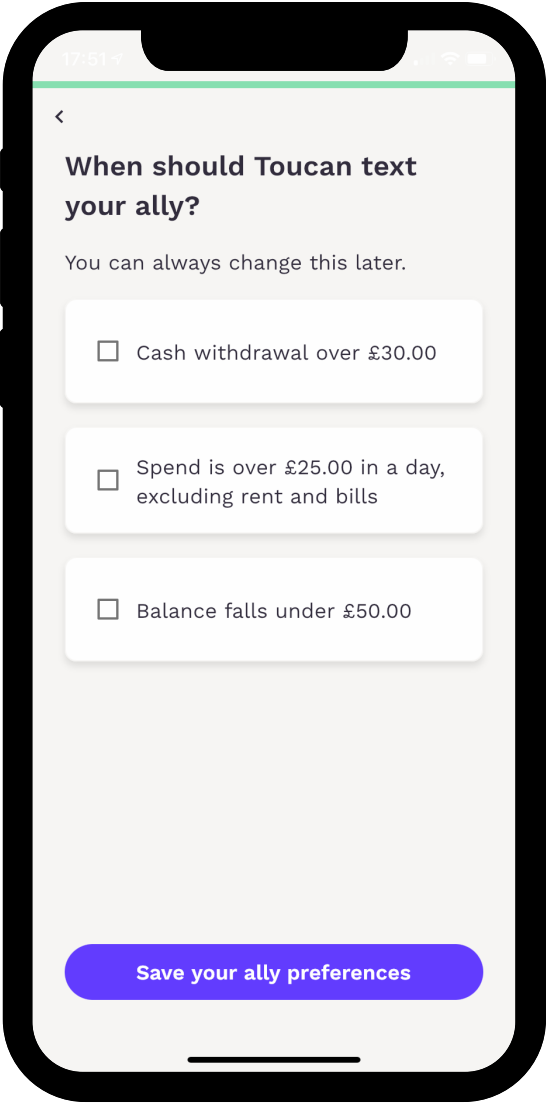 17:51
When should Toucan text
your ally?
You can always change this later.
Cash withdrawal over £30.00
Spend is over £25.00 in a day,
excluding rent and bills
Balance falls under £50.00
Save your ally preferences